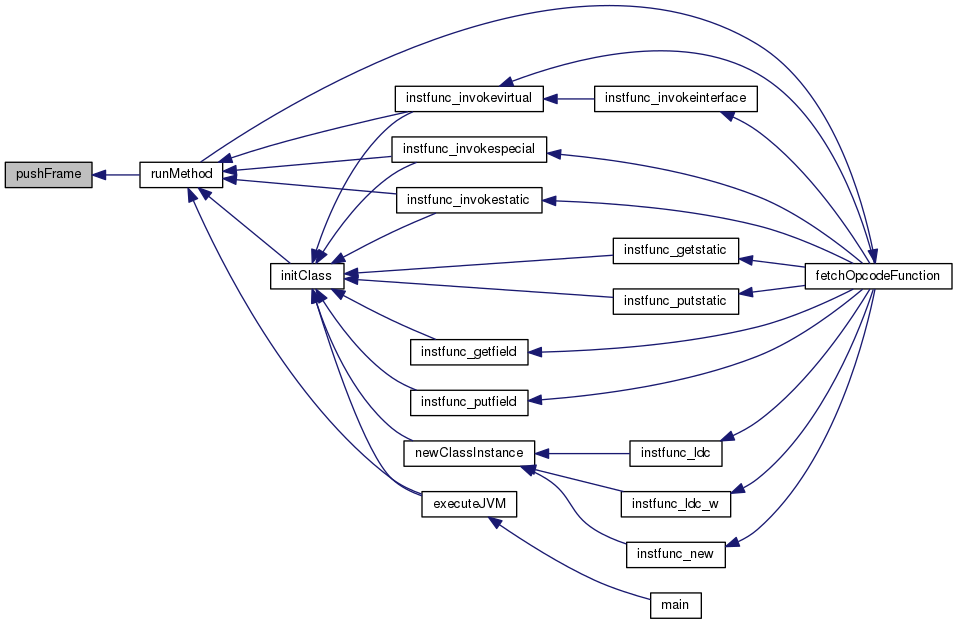 pushFrame
runMethod
instfunc_invokevirtual
instfunc_invokeinterface
instfunc_invokespecial
instfunc_invokestatic
initClass
instfunc_getstatic
instfunc_putstatic
fetchOpcodeFunction
instfunc_getfield
instfunc_putfield
newClassInstance
instfunc_ldc
executeJVM
instfunc_ldc_w
instfunc_new
main